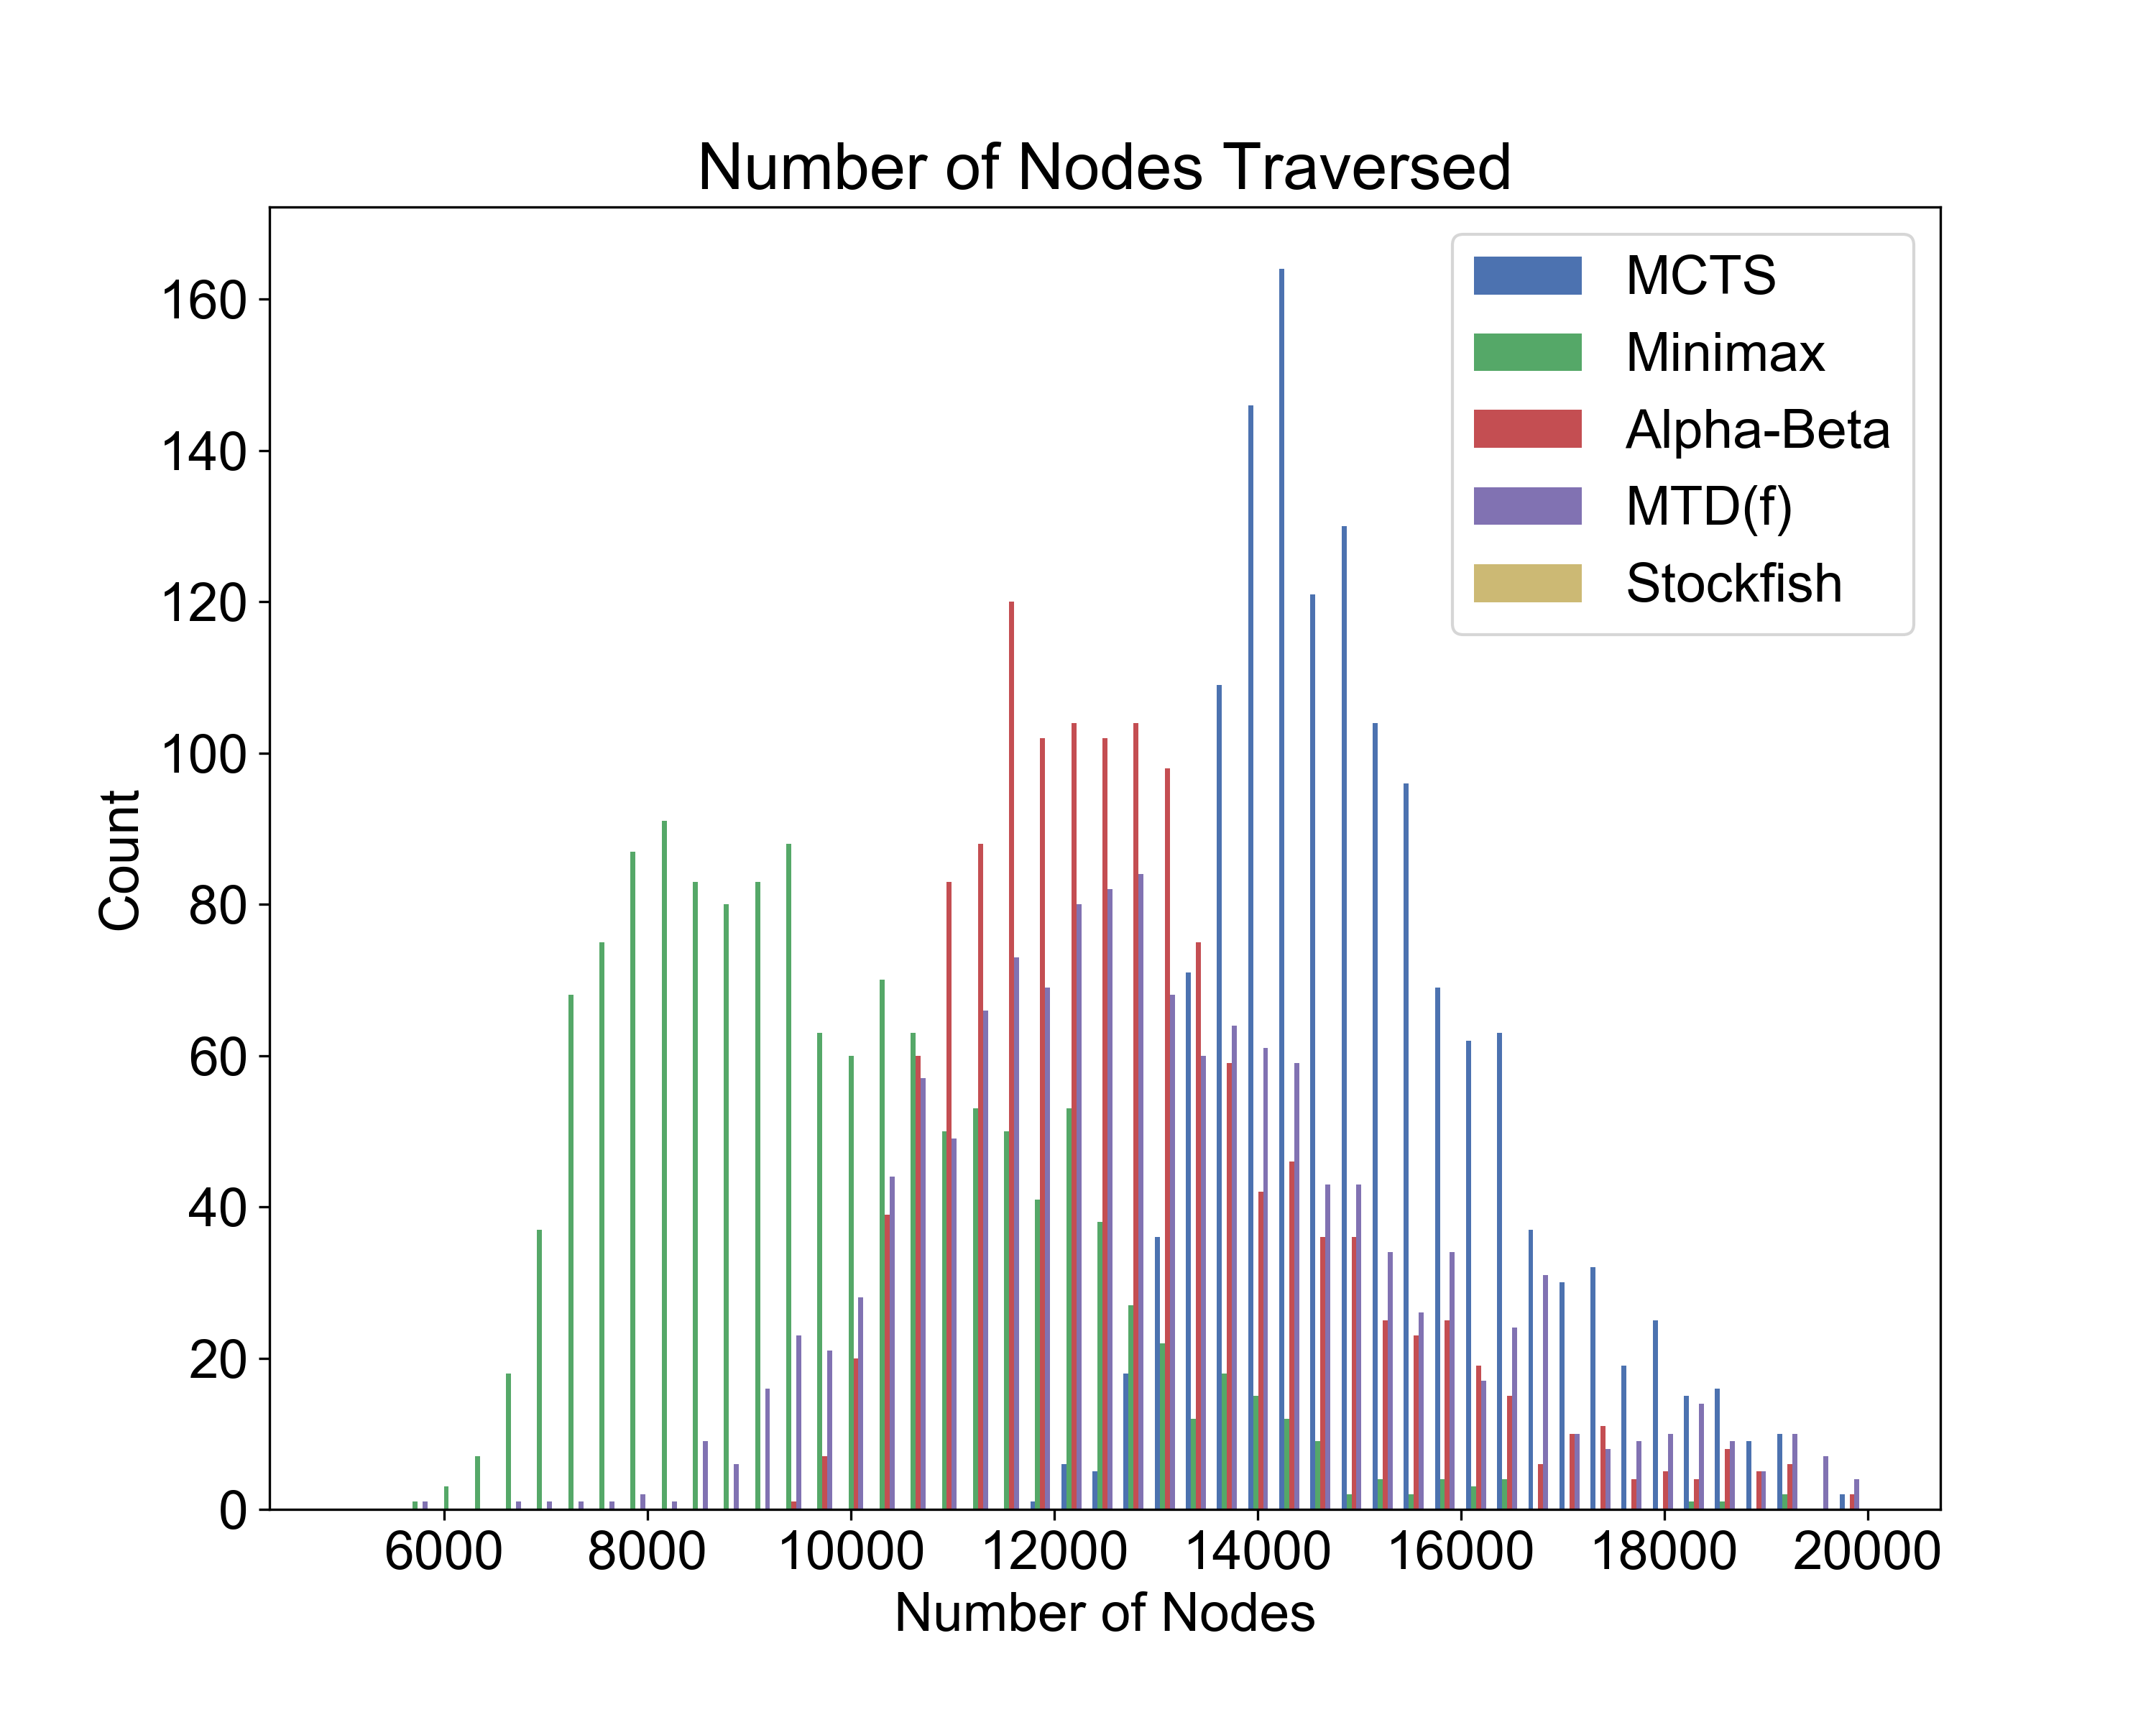 Number of Nodes Traversed
MCTS
Minimax
Alpha-Beta
MTD(f)
Stockfish
Count
160
140
120
100
80
60
40
20
0
6000 8000 10000 12000 14000 16000 18000 20000
Number of Nodes